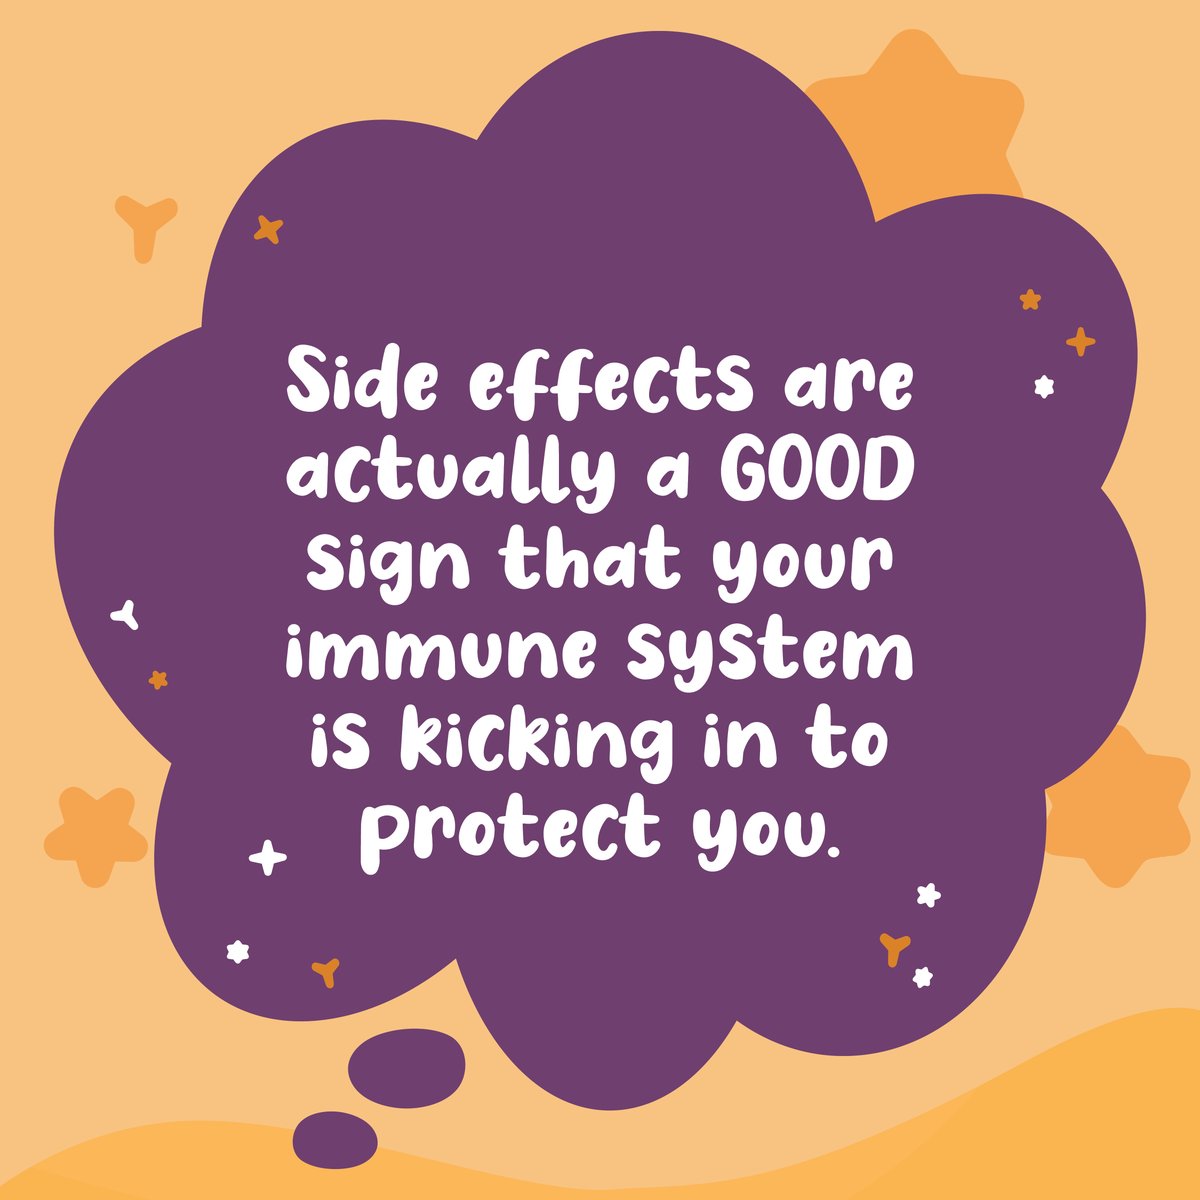 Side effects are
actually a GOOD
sign that your
immune system
is kicking in to
protect you.